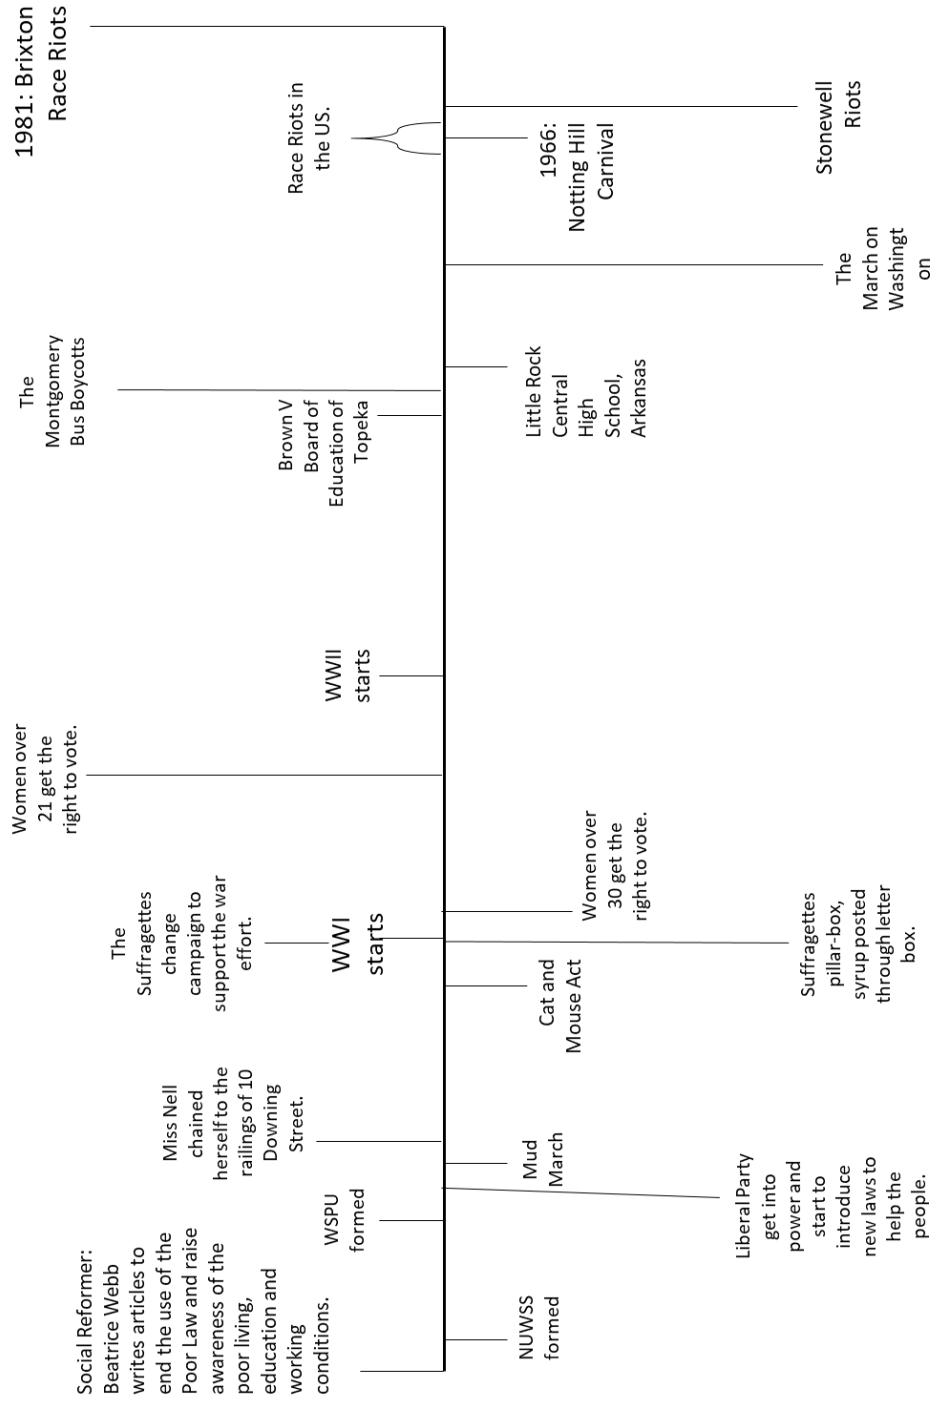 Social Reformer:
Beatrice Webb
writes articles to
end the use of the
Poor Law and raise
awareness of the
poor living,
education and
working
conditions.
NUWSS
formed
WSPU
formed
Liberal Party
get into
power and
start to
introduce
new laws to
help the
people.
Mud
March
Miss Nell
chained
herself to the
railings of 10
Downing
Street.
Cat and
Mouse Act
The
Suffragettes
change
campaign to
support the war
effort.
WWI
starts
Suffragettes
pillar-box,
syrup posted
through letter
box.
Women over
30 get the
right to vote.
Women over
21 get the
right to vote.
WWII
starts
Brown V
Board of
Education of
Topeka
The
Montgomery
Bus Boycotts
Little Rock
Central
High
School,
Arkansas
The
March on
Washingt
on
Race Riots in
the US.
1966:
Notting Hill
Carnival
Stonewell
Riots
1981: Brixton
Race Riots